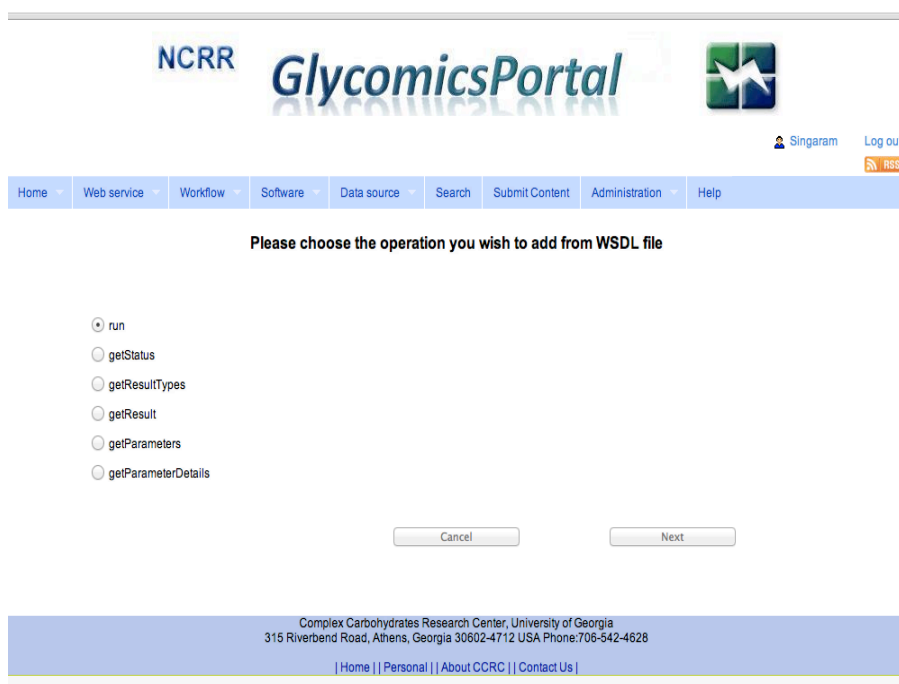 NCRR GlycomicsPortal
Singaram Log ou
RSS
Home Web service Workflow Software Data source Search Submit Content Administration Help
Please choose the operation you wish to add from WSDL file
run
getStatus
getResultTypes
getResult
getParameters
getParameterDetails
Cancel Next
Complex Carbohydrates Research Center, University of Georgia
315 Riverbend Road, Athens, Georgia 30602-4712 USA Phone:706-542-4628
| Home | | Personal | | About CCRC | | Contact Us |